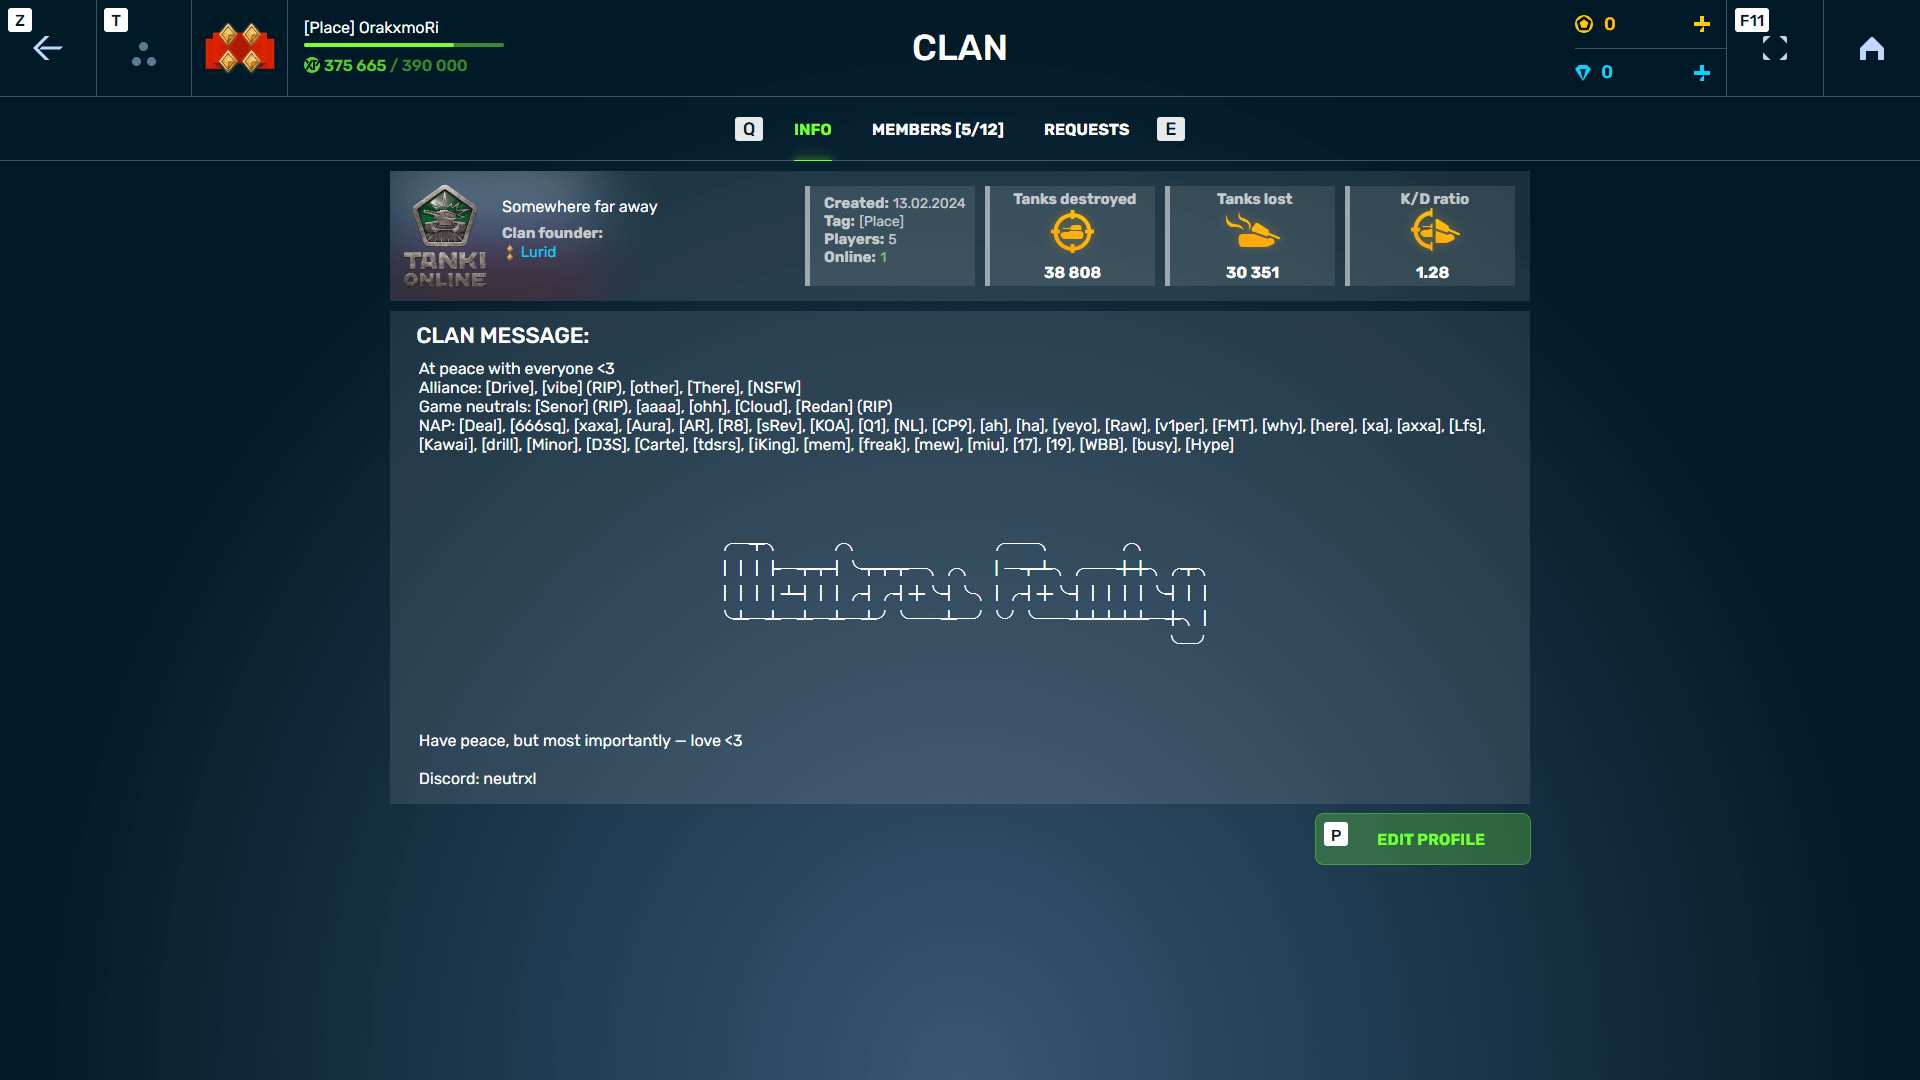 Z
T
[Place] OrakxmoRi
XP 375 665 / 390 000
CLAN
0
0
F11
Q
INFO
MEMBERS [5/12]
REQUESTS
E
TANKI
ONLINE
Somewhere far away
Clan founder:
Lurid
Created: 13.02.2024
Tag: [Place]
Players: 5
Online: 1
Tanks destroyed
38 808
Tanks lost
30 351
K/D ratio
1.28
CLAN MESSAGE:
At peace with everyone <3
Alliance: [Drive], [vibe] (RIP), [other], [There], [NSFW]
Game neutrals: [Senor] (RIP), [aaaa], [ohh], [Cloud], [Redan] (RIP)
NAP: [Deal], [666sq], [xaxa], [Aura], [AR], [R8], [sRev], [KOA], [Q1], [NL], [CP9], [ah], [ha], [yeyo], [Raw], [v1per], [FMT], [why], [here], [xa], [axxa], [Lfs],
[Kawai], [drill], [Minor], [D3S], [Carte], [tdsrs], [iKing], [mem], [freak], [mew], [miu], [17], [19], [WBB], [busy], [Hype]
Have peace, but most importantly — love <3
Discord: neutrxl
P
EDIT PROFILE